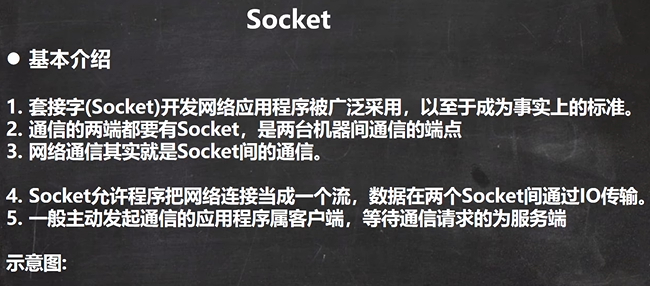 Socket
● 基本介绍
1. 套接字(Socket)开发网络应用程序被广泛采用，以至于成为事实上的标准。
2. 通信的两端都要有Socket，是两台机器间通信的端点
3. 网络通信其实就是Socket间的通信。
4. Socket允许程序把网络连接当成一个流，数据在两个Socket间通过IO传输。
5. 一般主动发起通信的应用程序属客户端，等待通信请求的为服务端
示意图: